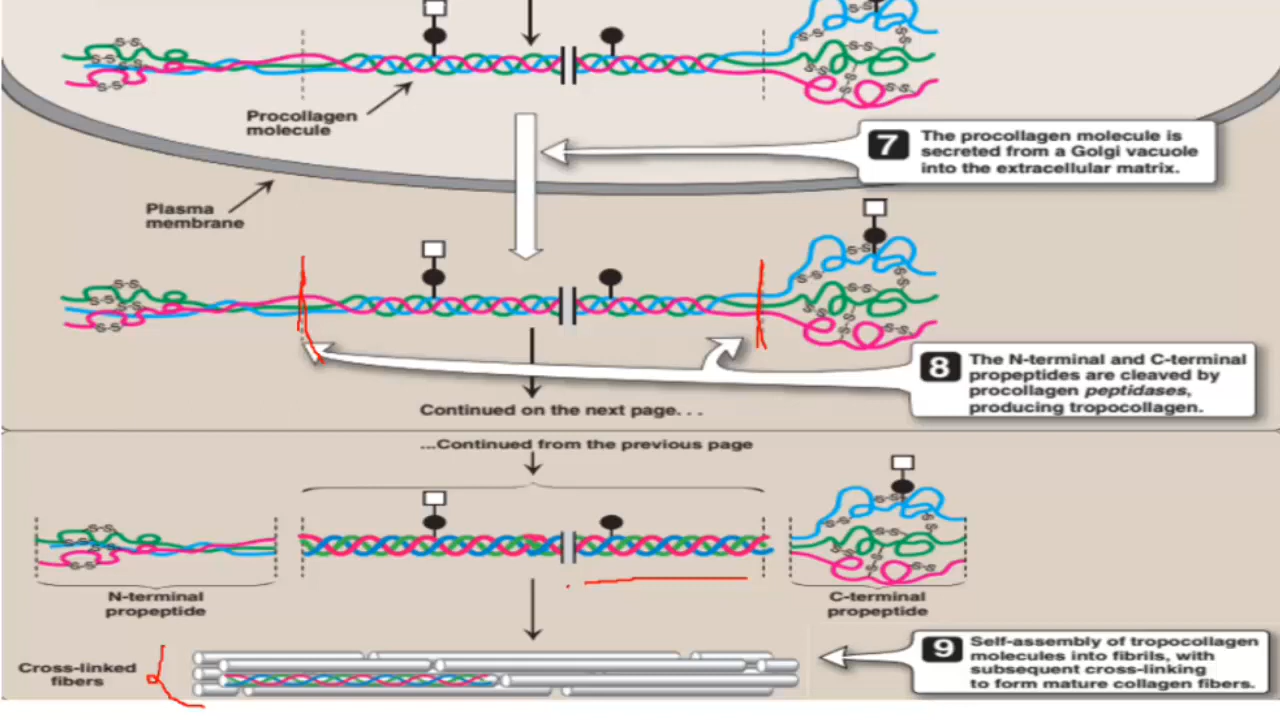 S-S
S-S
S-S
S-S
S-S
S-S
S-S
S-S
S-S
Procollagen
molecule
7
The procollagen molecule is
secreted from a Golgi vacuole
into the extracellular matrix.
Plasma
membrane
S-S
S-S
S-S
S-S
S-S
S-S
S-S
S-S
S-S
8
The N-terminal and C-terminal
propeptides are cleaved by
procollagen peptidases,
producing tropocollagen.
Continued on the next page. . .
...Continued from the previous page
S-S
S-S
S-S
S-S
S-S
S-S
S-S
S-S
S-S
N-terminal
propeptide
C-terminal
propeptide
Cross-linked
fibers
9
Self-assembly of tropocollagen
molecules into fibrils, with
subsequent cross-linking
to form mature collagen fibers.